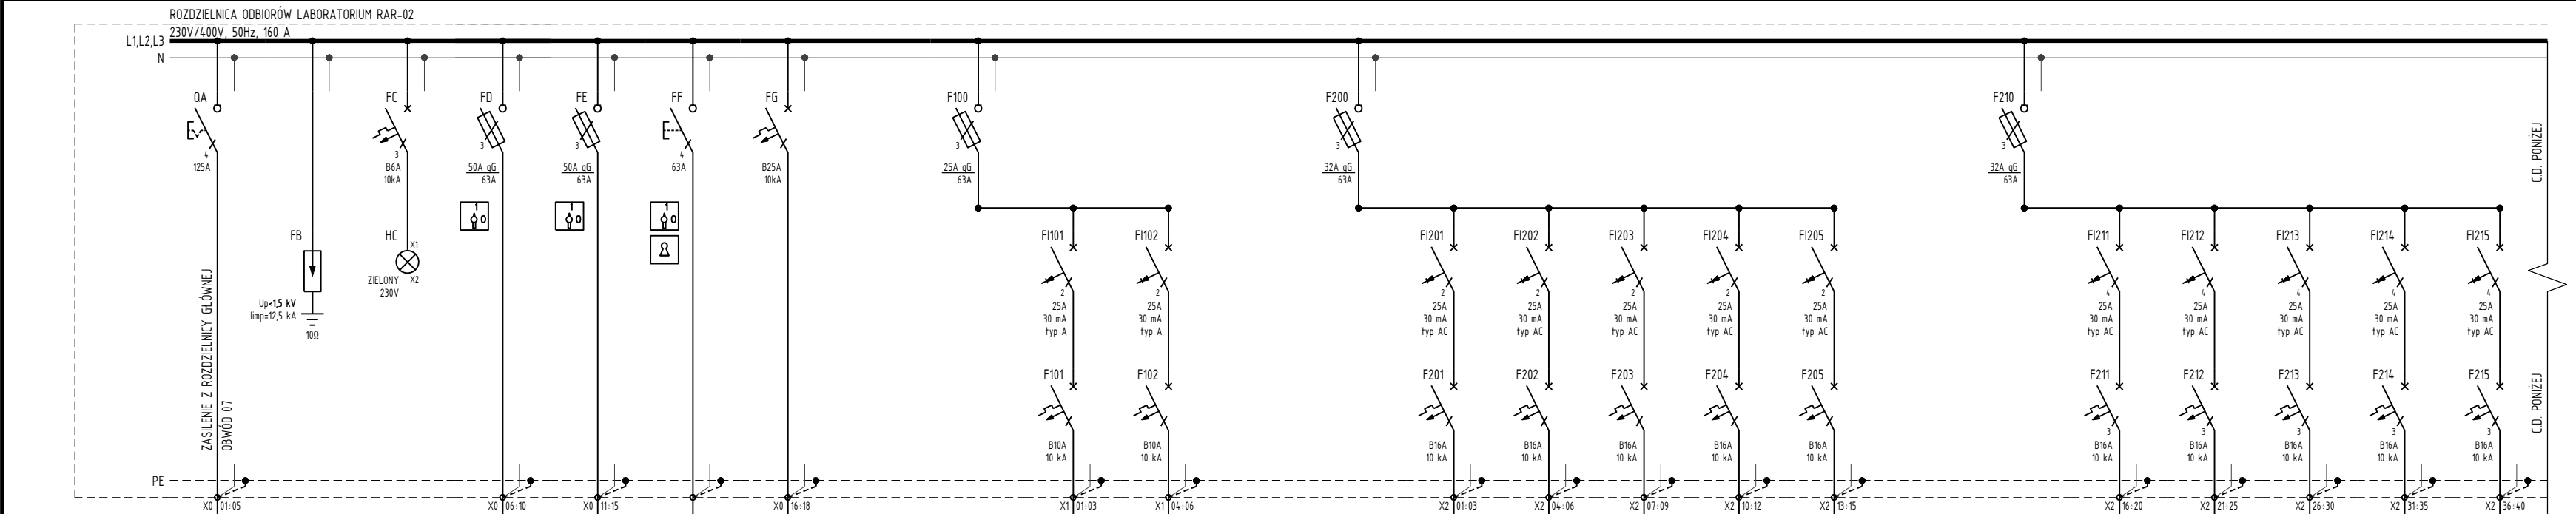 ROZDZIELNICA ODBIORÓW LABORATORIUM RAR-02
230V/400V, 50Hz, 160 A
L1,L2,L3
N
QA
4
125A
ZASILENIE Z ROZDZIELNICY GŁÓWNEJ
OBWÓD 07
FB
Up<1,5 kV
Iimp=12,5 kA
10Ω
FC
3
B6A
10kA
HC
X1
X2
ZIELONY
230V
FD
3
50A gG
63A
1
0
FE
3
50A gG
63A
1
0
FF
4
63A
1
0
FG
B25A
10kA
F100
3
25A gG
63A
FI101
2
25A
30 mA
typ A
F101
B10A
10 kA
FI102
2
25A
30 mA
typ A
F102
B10A
10 kA
F200
3
32A gG
63A
FI201
2
25A
30 mA
typ AC
F201
B16A
10 kA
FI202
2
25A
30 mA
typ AC
F202
B16A
10 kA
FI203
2
25A
30 mA
typ AC
F203
B16A
10 kA
FI204
2
25A
30 mA
typ AC
F204
B16A
10 kA
FI205
2
25A
30 mA
typ AC
F205
B16A
10 kA
F210
3
32A gG
63A
FI211
4
25A
30 mA
typ AC
F211
3
B16A
10 kA
FI212
4
25A
30 mA
typ AC
F212
3
B16A
10 kA
FI213
4
25A
30 mA
typ AC
F213
3
B16A
10 kA
FI214
4
25A
30 mA
typ AC
F214
3
B16A
10 kA
FI215
4
25A
30 mA
typ AC
F215
3
B16A
10 kA
C.D. PONIŻEJ
C.D. PONIŻEJ
PE
X0 01÷05
X0 06÷10
X0 11÷15
X0 16÷18
X1 01÷03
X1 04÷06
X2 01÷03
X2 04÷06
X2 07÷09
X2 10÷12
X2 13÷15
X2 16÷20
X2 21÷25
X2 26÷30
X2 31÷35
X2 36÷40